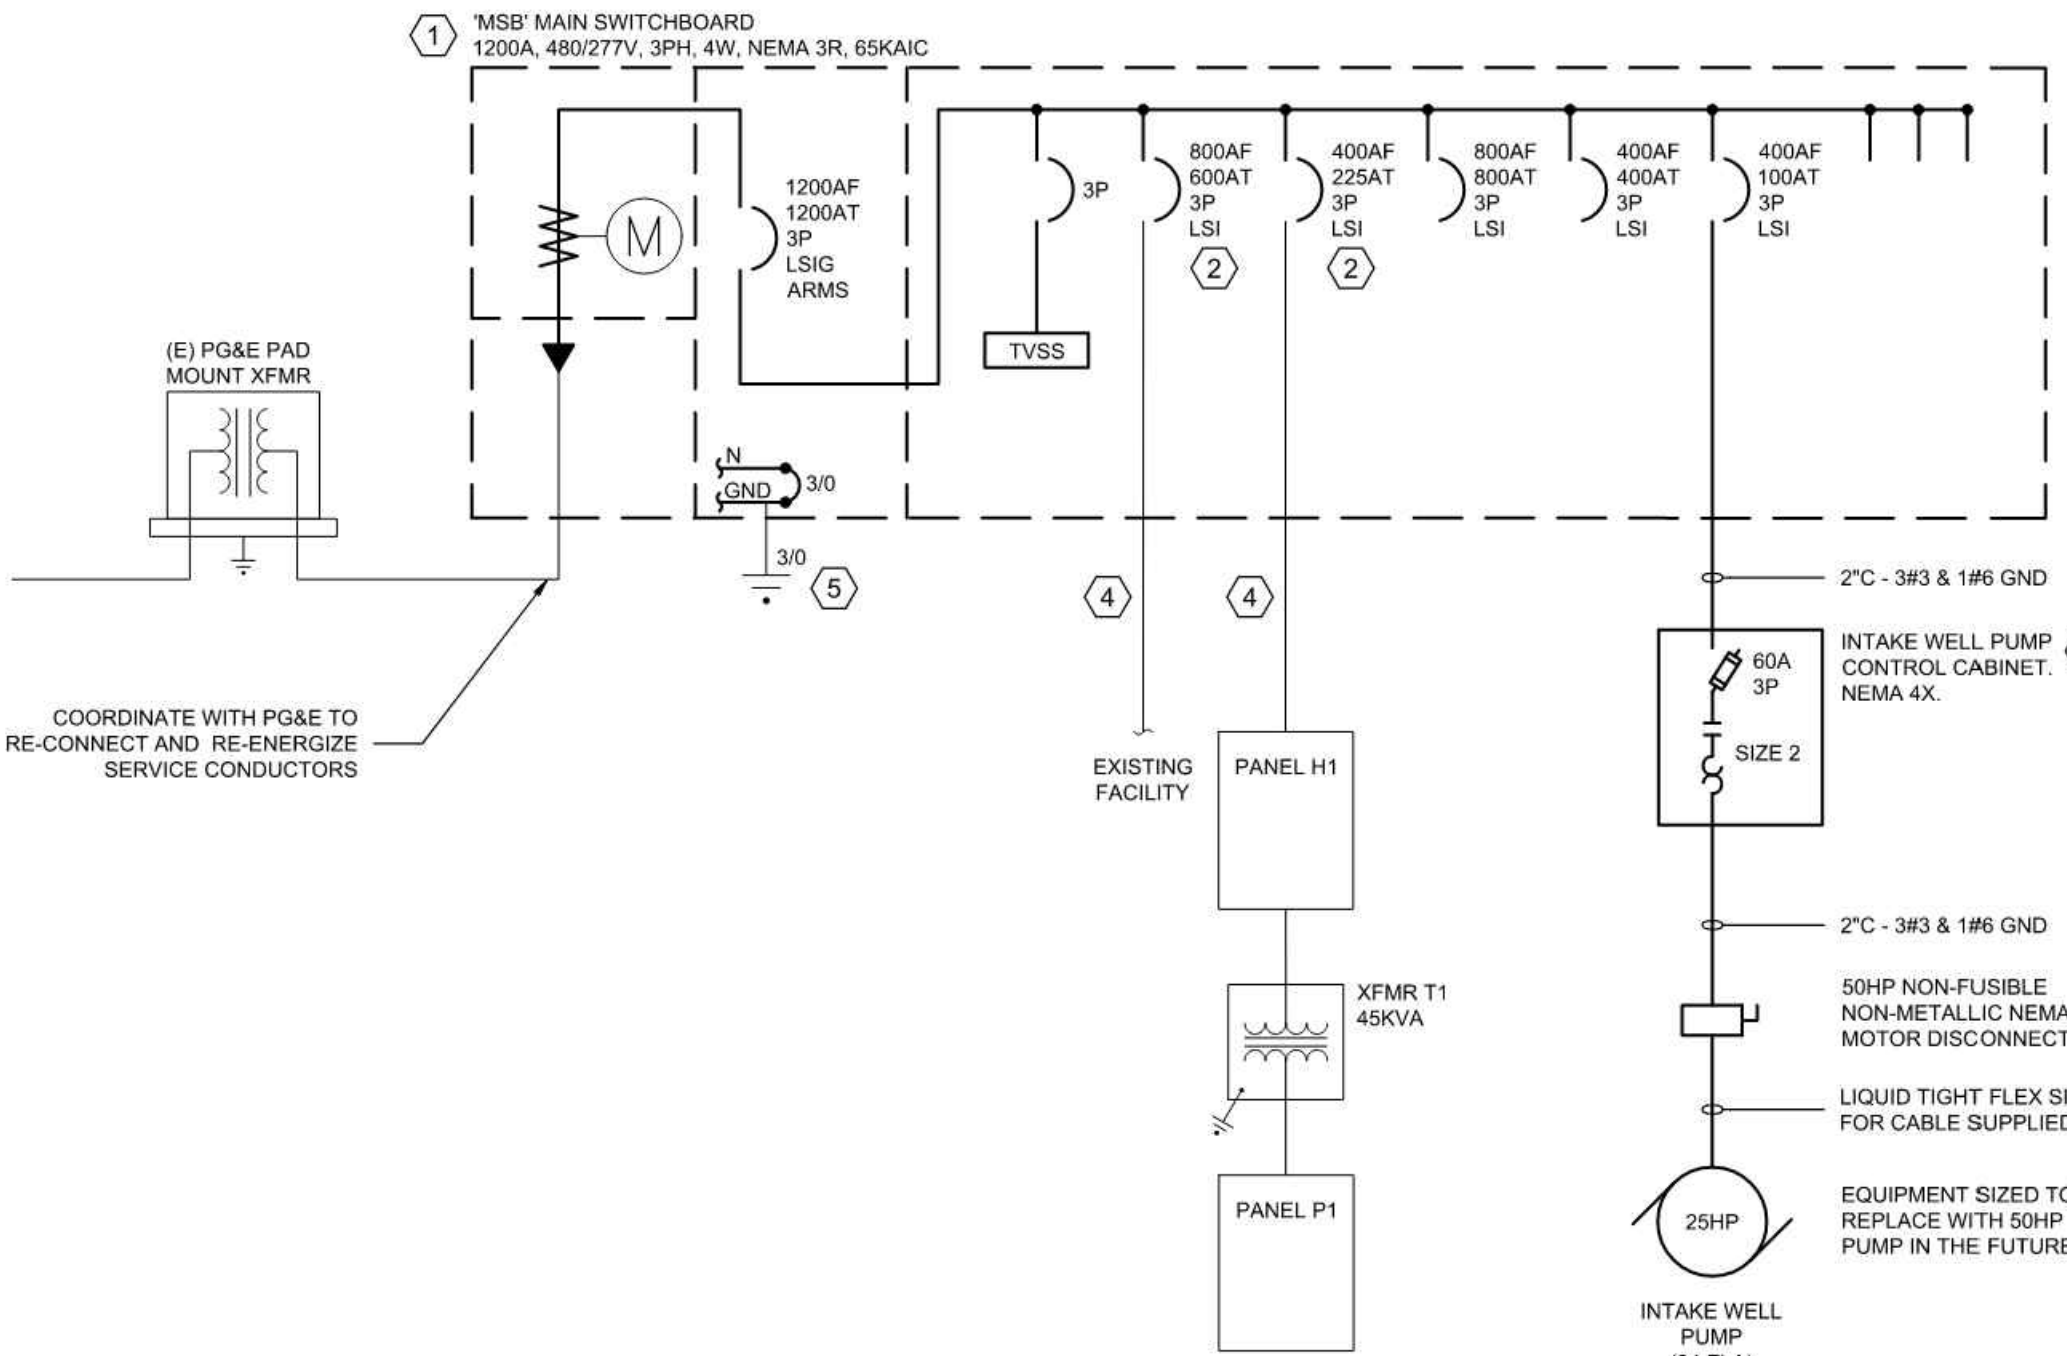 1
'MSB' MAIN SWITCHBOARD
1200A, 480/277V, 3PH, 4W, NEMA 3R, 65KAIC
M
1200AF
1200AT
3P
LSIG
ARMS
3P
TVSS
800AF
600AT
3P
LSI
2
400AF
225AT
3P
LSI
2
800AF
800AT
3P
LSI
400AF
400AT
3P
LSI
400AF
100AT
3P
LSI
(E) PG&E PAD
MOUNT XFMR
N
GND
3/0
3/0
5
4
4
COORDINATE WITH PG&E TO
RE-CONNECT AND RE-ENERGIZE
SERVICE CONDUCTORS
EXISTING
FACILITY
PANEL H1
XFMR T1
45KVA
PANEL P1
2"C - 3#3 & 1#6 GND
60A
3P
SIZE 2
INTAKE WELL PUMP
CONTROL CABINET.
NEMA 4X.
2"C - 3#3 & 1#6 GND
50HP NON-FUSIBLE
NON-METALLIC NEMA
MOTOR DISCONNECT
LIQUID TIGHT FLEX
FOR CABLE SUPPLIED
25HP
EQUIPMENT SIZED TO
REPLACE WITH 50HP
PUMP IN THE FUTURE
INTAKE WELL
PUMP